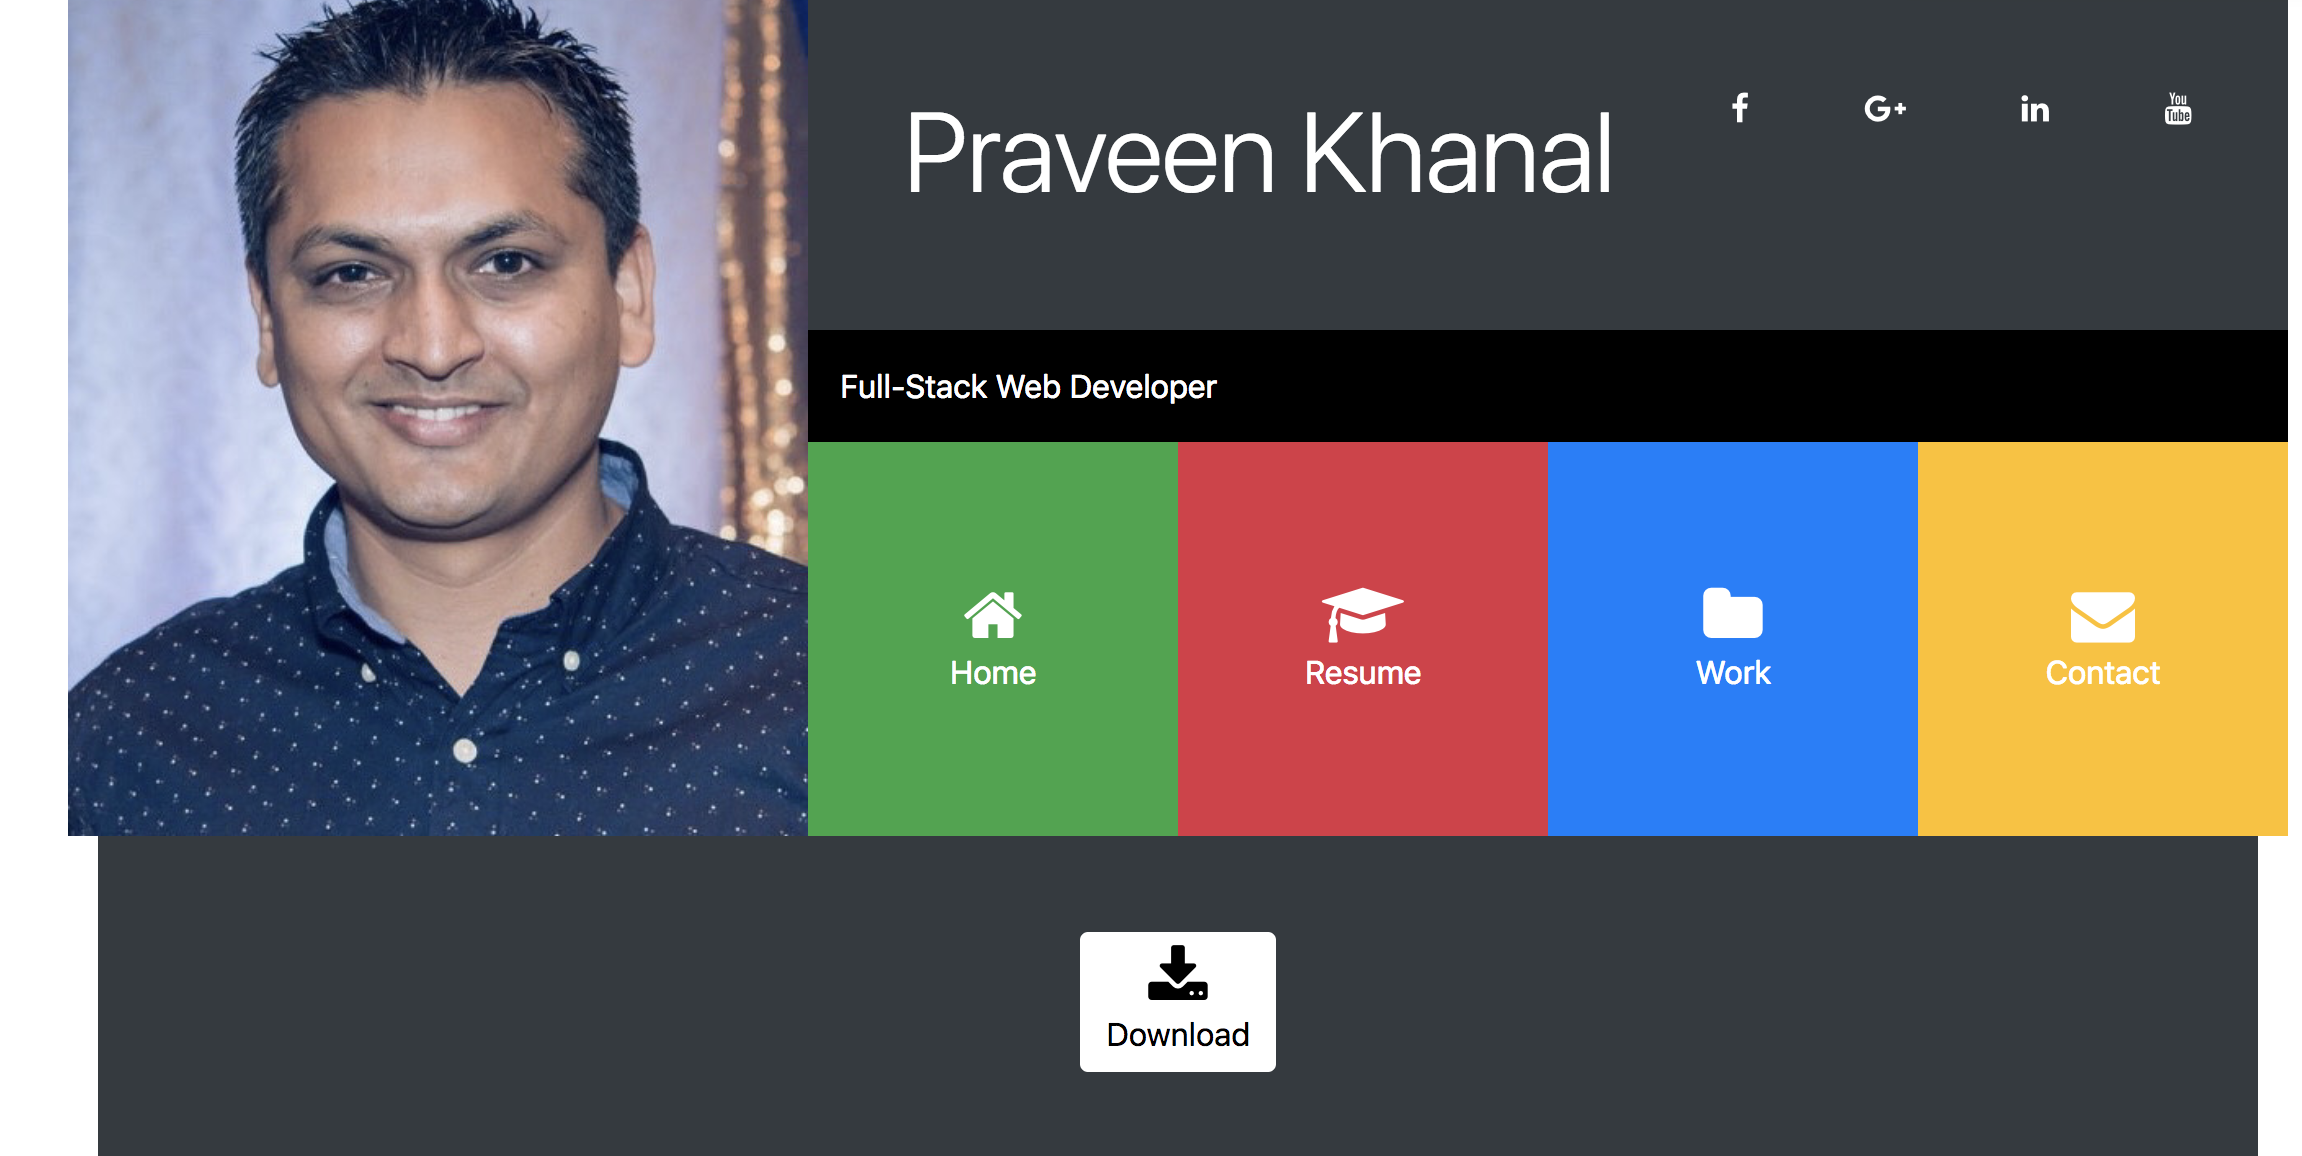 Praveen Khanal
f
G+
in
You
Tube
Full-Stack Web Developer
Home
Resume
Work
Contact
Download